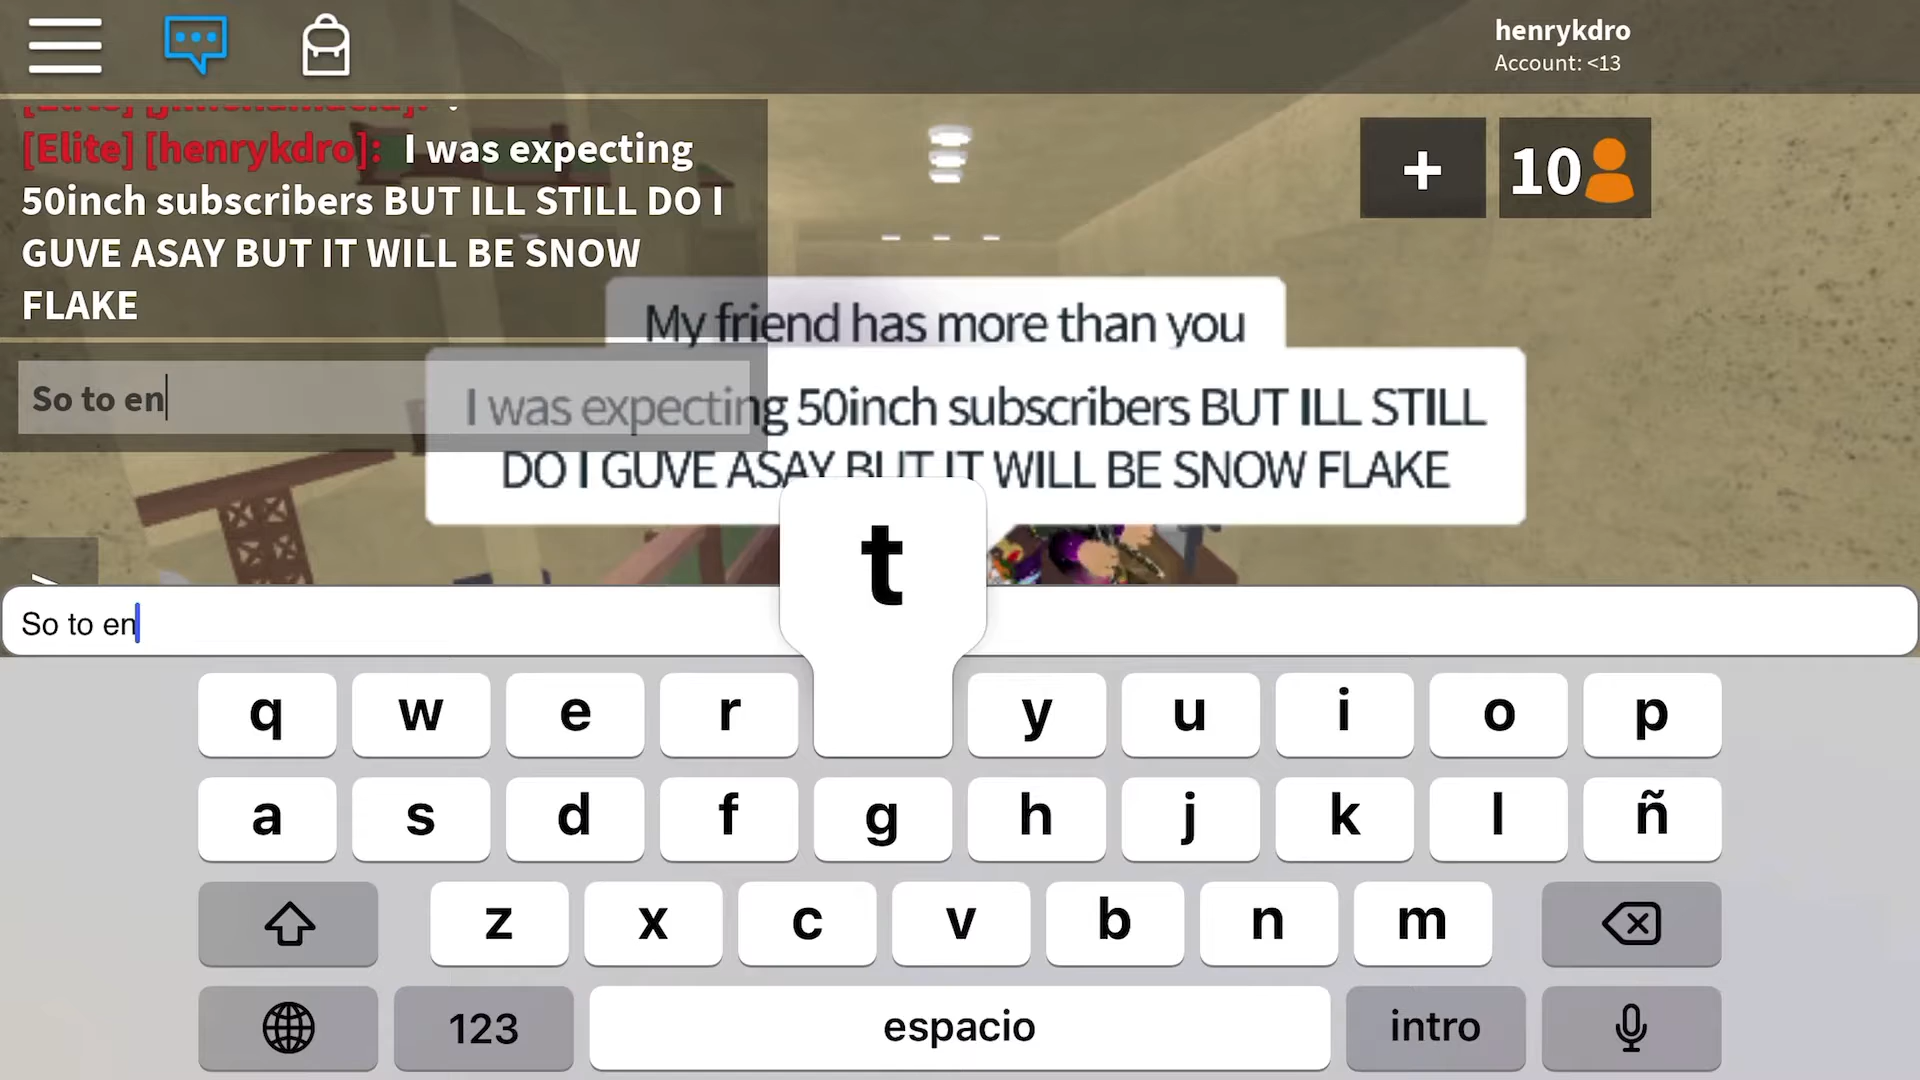 henrykdro
Account: <13
[Elite] [henrykdro]: I was expecting
50inch subscribers BUT ILL STILL DO I
GUVE ASAY BUT IT WILL BE SNOW
FLAKE
+
10
My friend has more than you
I was expecting 50inch subscribers BUT ILL STILL
DO I GUVE ASAY BUT IT WILL BE SNOW FLAKE
So to en
So to en
t
q w e r y u i o p
a s d f g h j k l ñ
z x c v b n m
123 espacio intro